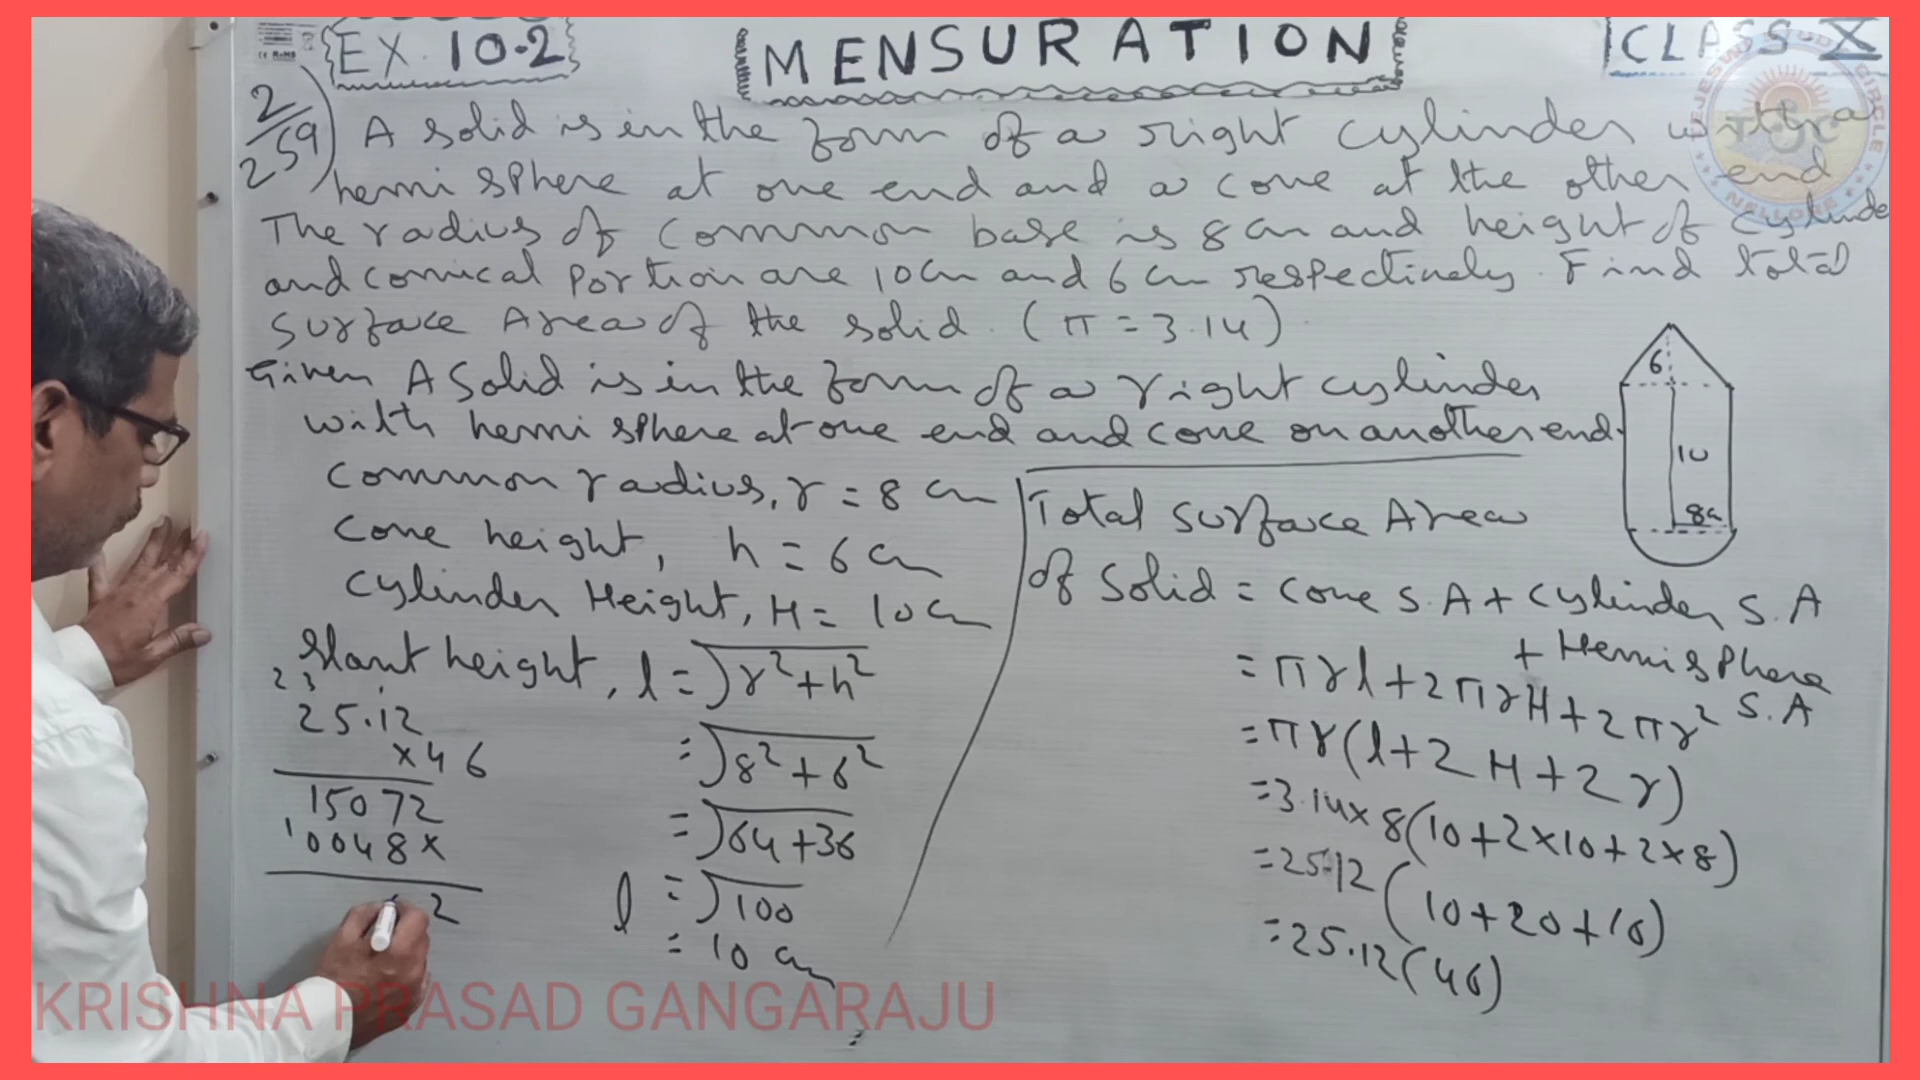 EX. 10.2
MENSURATION
CLASS X
2/259) A solid is in the form of a right cylinder with a
hemisphere at one end and a cone at the other end
The radius of common base is 8 cm and height of cylinder
and conical portion are 10 cm and 6 cm respectively. Find total
surface Area of the solid. (π = 3.14)
Given A solid is in the form of a right cylinder
with hemisphere at one end and cone on another end.
common radius, r = 8 cm
cone height, h = 6 cm
cylinder Height, H = 10 cm
slant height, l = √r²+h²
= √8²+6²
= √64+36
l = √100
= 10 cm
2 3
25.12
×46
15072
10048×
2
Total surface Area
of solid = cone S.A + cylinder S.A
+ Hemisphere
S.A
= πrl + 2πrH + 2πr²
= πr(l+2H+2r)
= 3.14×8(10+2×10+2×8)
= 25.12(10+20+16)
= 25.12(46)
6
10
8cm
TEJESWI STUDY CIRCLE
TSC
NELLORE
KRISHNA PRASAD GANGARAJU